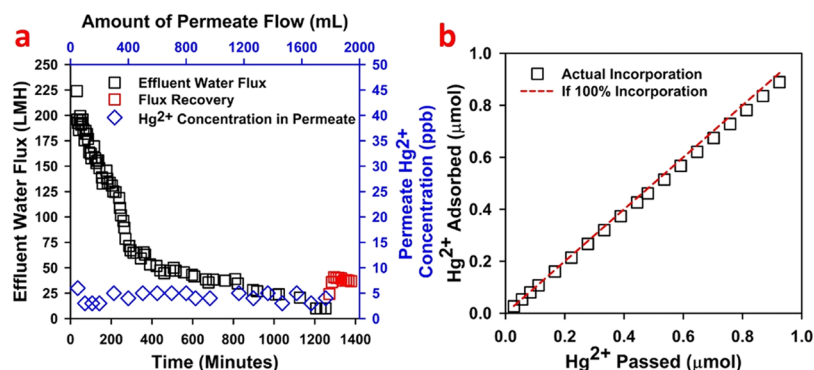 a
Amount of Permeate Flow (mL)
0 400 800 1200 1600 2000
Effluent Water Flux (LMH)
250
225
200
175
150
125
100
75
50
25
0
Effluent Water Flux
Flux Recovery
Hg2+ Concentration in Permeate
50
45
40
35
30
25
20
15
10
5
0
Permeate Hg2+
Concentration (ppb)
0 200 400 600 800 1000 1200 1400
Time (Minutes)
b
Hg2+ Adsorbed (μmol)
1.0
0.8
0.6
0.4
0.2
0.0
Actual Incorporation
If 100% Incorporation
0.0 0.2 0.4 0.6 0.8 1.0
Hg2+ Passed (μmol)